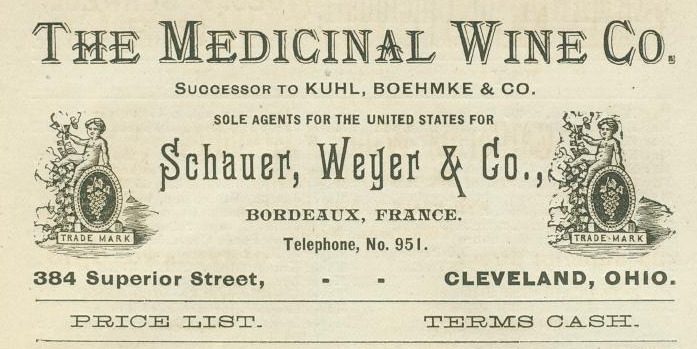 THE MEDICINAL WINE CO.
SUCCESSOR TO KUHL, BOEHMKE & CO.
SOLE AGENTS FOR THE UNITED STATES FOR
Schauer, Weyer & Co.,
BORDEAUX, FRANCE.
TRADE MARK
TRADE-MARK
Telephone, No. 951.
384 Superior Street, - - CLEVELAND, OHIO.
PRICE LIST. TERMS CASH.